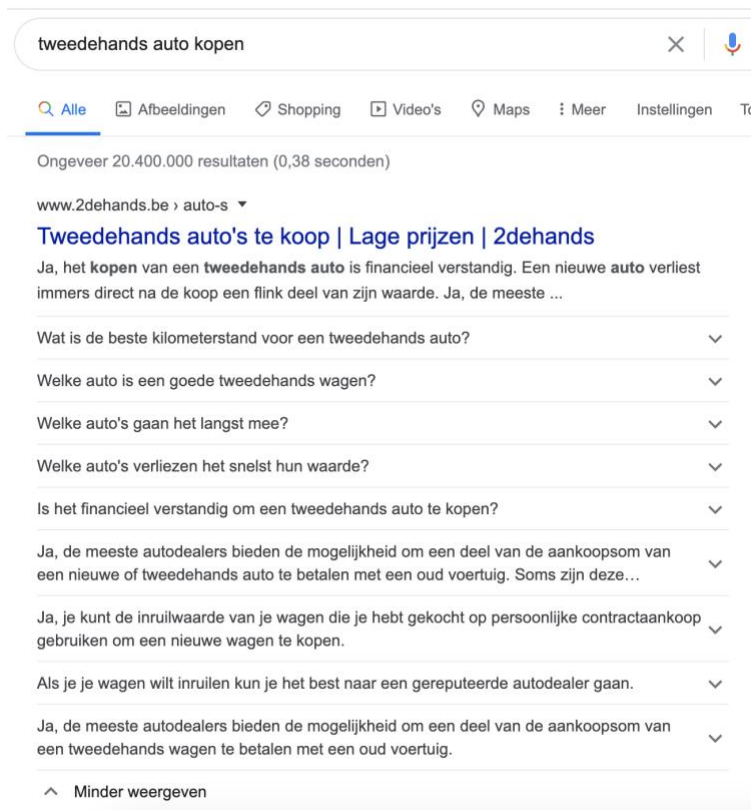 tweedehands auto kopen
Alle Afbeeldingen Shopping Video's Maps Meer Instellingen
Ongeveer 20.400.000 resultaten (0,38 seconden)
www.2dehands.be › auto-s
Tweedehands auto's te koop | Lage prijzen | 2dehands
Ja, het kopen van een tweedehands auto is financieel verstandig. Een nieuwe auto verliest
immers direct na de koop een flink deel van zijn waarde. Ja, de meeste ...
Wat is de beste kilometerstand voor een tweedehands auto?
Welke auto is een goede tweedehands wagen?
Welke auto's gaan het langst mee?
Welke auto's verliezen het snelst hun waarde?
Is het financieel verstandig om een tweedehands auto te kopen?
Ja, de meeste autodealers bieden de mogelijkheid om een deel van de aankoopsom van
een nieuwe of tweedehands auto te betalen met een oud voertuig. Soms zijn deze…
Ja, je kunt de inruilwaarde van je wagen die je hebt gekocht op persoonlijke contractaankoop
gebruiken om een nieuwe wagen te kopen.
Als je je wagen wilt inruilen kun je het best naar een gereputeerde autodealer gaan.
Ja, de meeste autodealers bieden de mogelijkheid om een deel van de aankoopsom van
een tweedehands wagen te betalen met een oud voertuig.
Minder weergeven